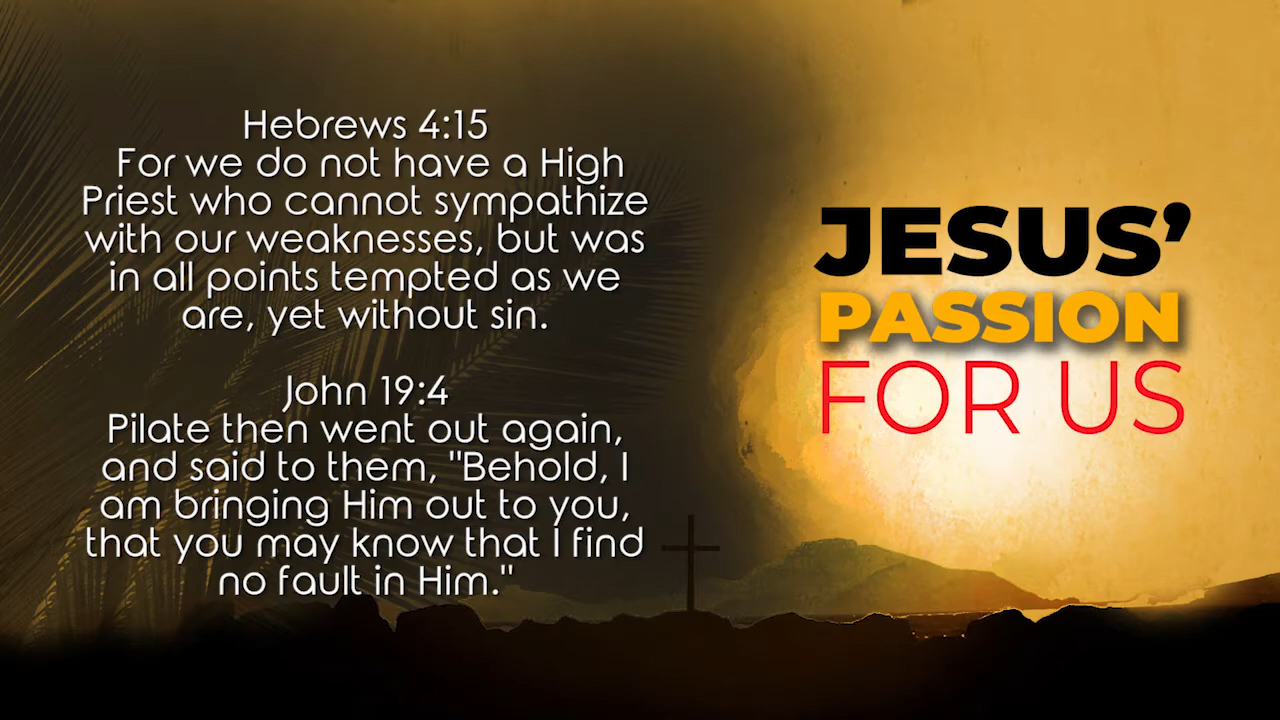 Hebrews 4:15
For we do not have a High
Priest who cannot sympathize
with our weaknesses, but was
in all points tempted as we
are, yet without sin.
John 19:4
Pilate then went out again,
and said to them, "Behold, I
am bringing Him out to you,
that you may know that I find
no fault in Him."
JESUS’
PASSION
FOR US